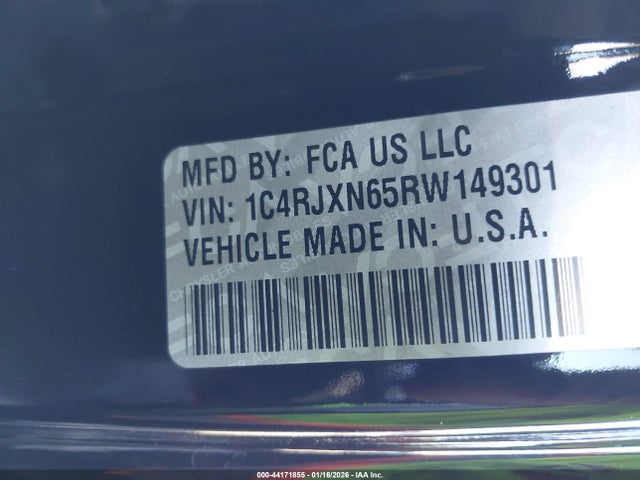 MFD BY: FCA US LLC
VIN: 1C4RJXN65RW149301
VEHICLE MADE IN: U.S.A.
000-44171855 - 01/16/2026 - IAA Inc.